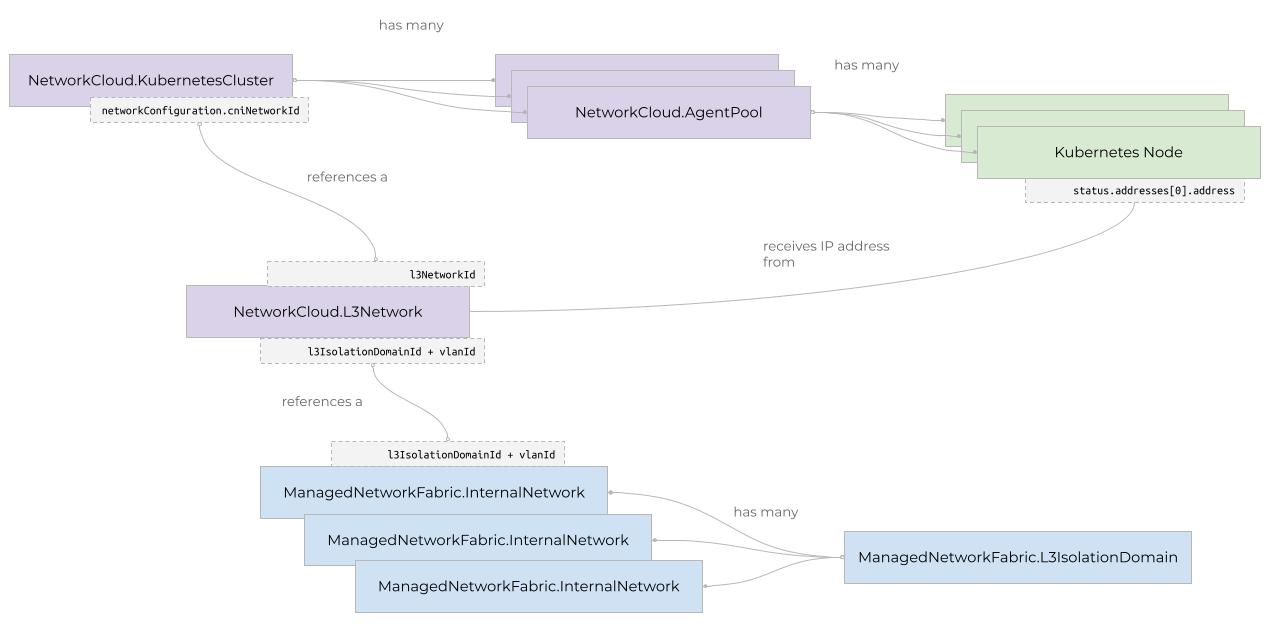 has many
has many
NetworkCloud.KubernetesCluster
networkConfiguration.cniNetworkId
NetworkCloud.AgentPool
Kubernetes Node
status.addresses[0].address
references a
receives IP address
from
l3NetworkId
NetworkCloud.L3Network
l3IsolationDomainId + vlanId
references a
l3IsolationDomainId + vlanId
ManagedNetworkFabric.InternalNetwork
has many
ManagedNetworkFabric.InternalNetwork
ManagedNetworkFabric.L3IsolationDomain
ManagedNetworkFabric.InternalNetwork